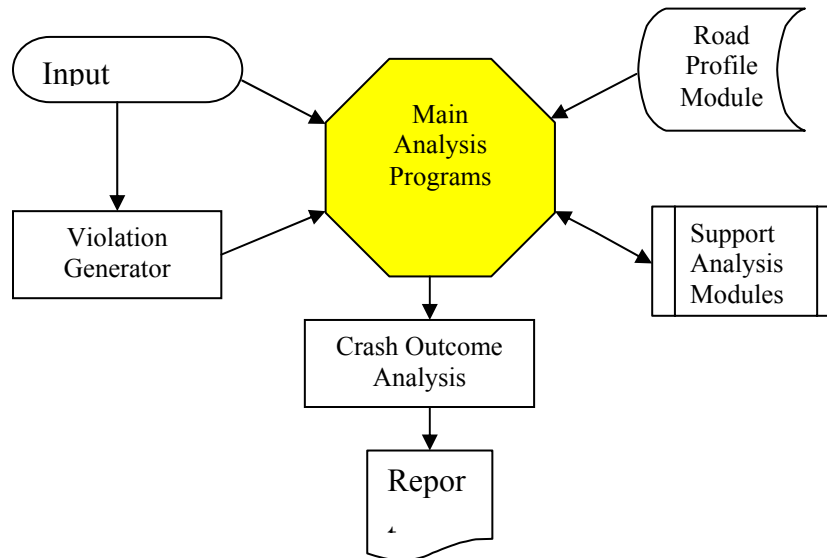 Input
Main
Analysis
Programs
Road
Profile
Module
Violation
Generator
Support
Analysis
Modules
Crash Outcome
Analysis
Repor